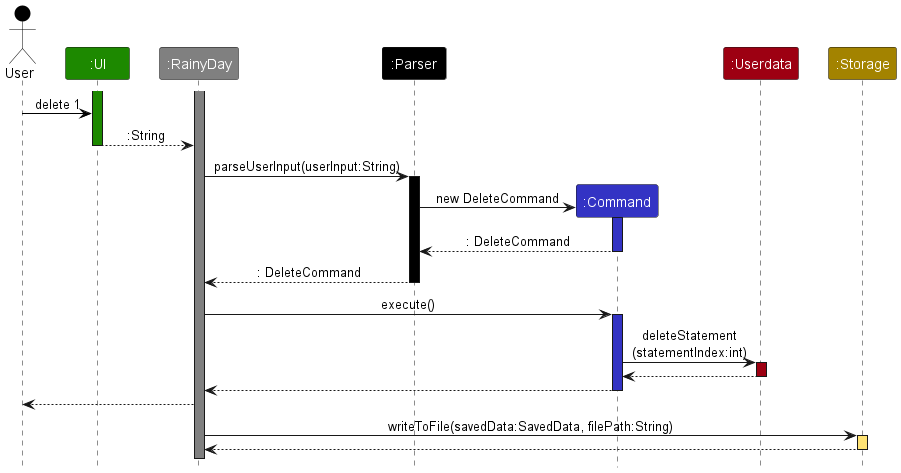 User
:UI
:RainyDay
:Parser
:Userdata
:Storage
delete 1
:String
parseUserInput(userInput:String)
new DeleteCommand
:Command
: DeleteCommand
: DeleteCommand
execute()
deleteStatement
(statementIndex:int)
writeToFile(savedData:SavedData, filePath:String)